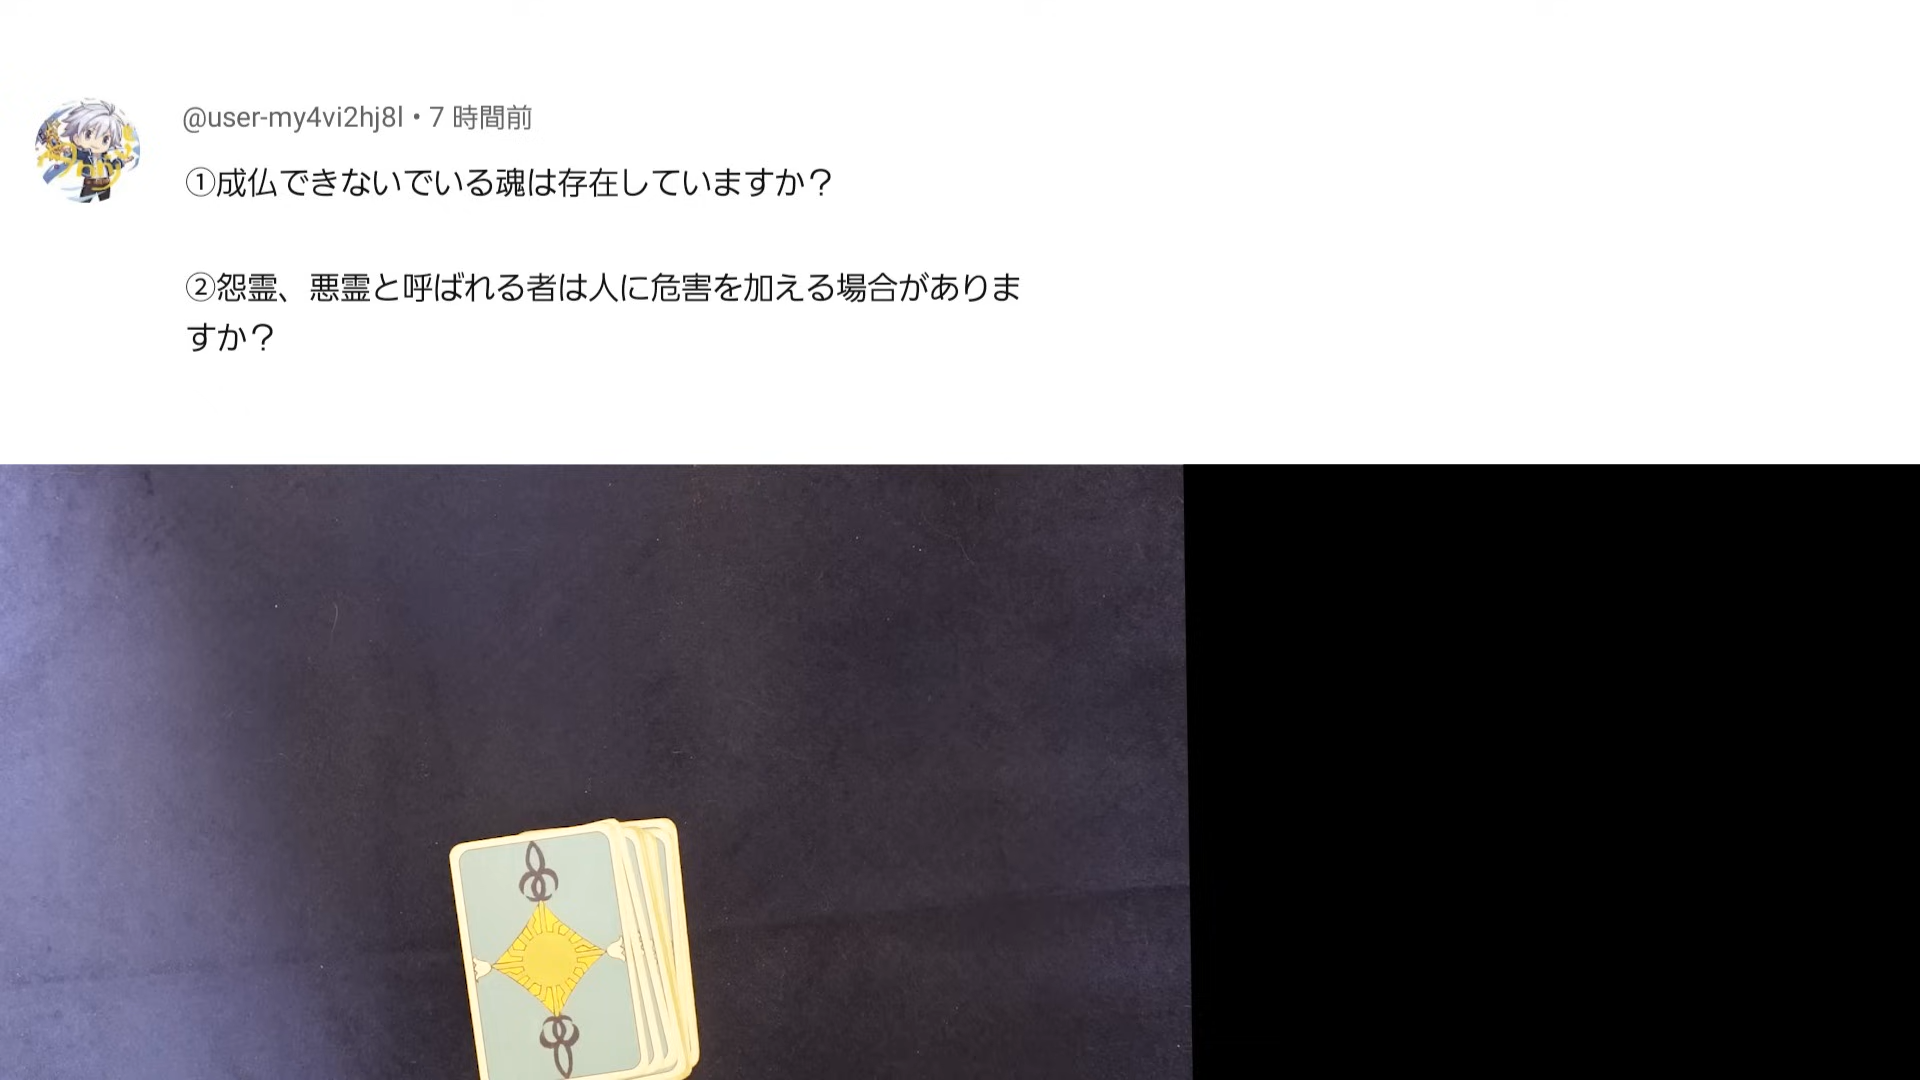 @user-my4vi2hj8l • 7 時間前
①成仏できないでいる魂は存在していますか？
②怨霊、悪霊と呼ばれる者は人に危害を加える場合がありま
すか？